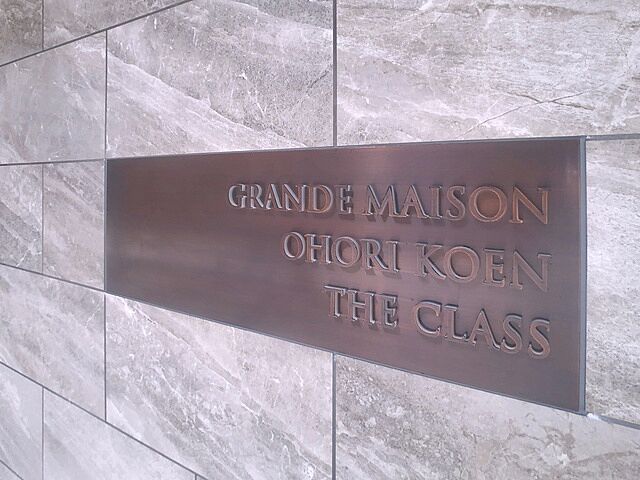 GRANDE MAISON
OHORI KOEN
THE CLASS